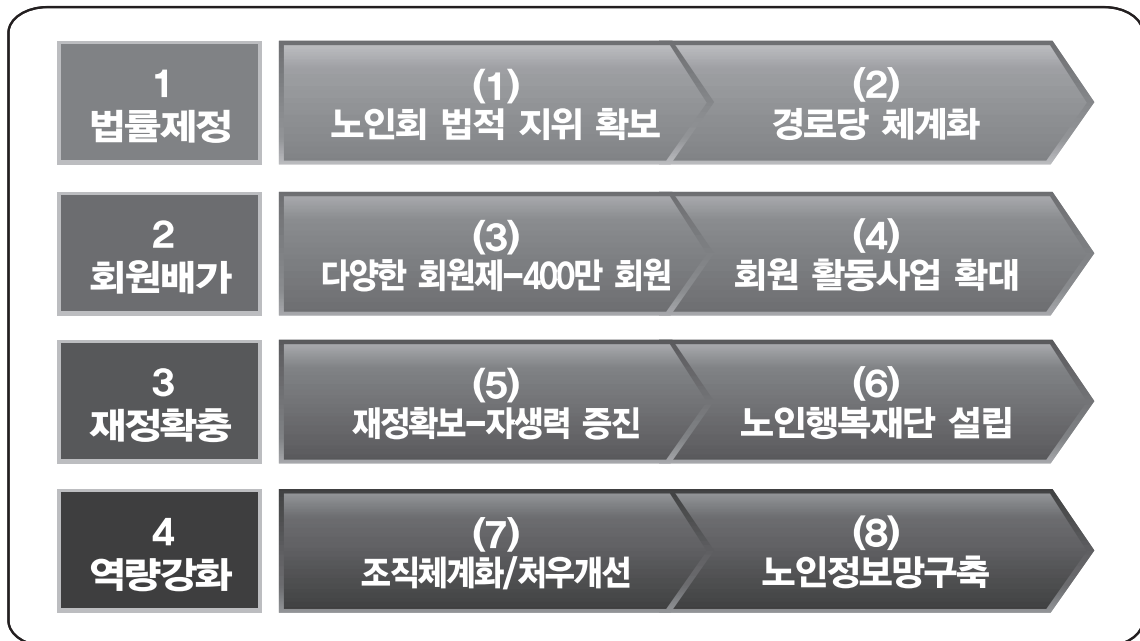 1
법률제정
(1)
노인회 법적 지위 확보
(2)
경로당 체계화
2
회원배가
(3)
다양한 회원제-400만 회원
(4)
회원 활동사업 확대
3
재정확충
(5)
재정확보-자생력 증진
(6)
노인행복재단 설립
4
역량강화
(7)
조직체계화/처우개선
(8)
노인정보망구축